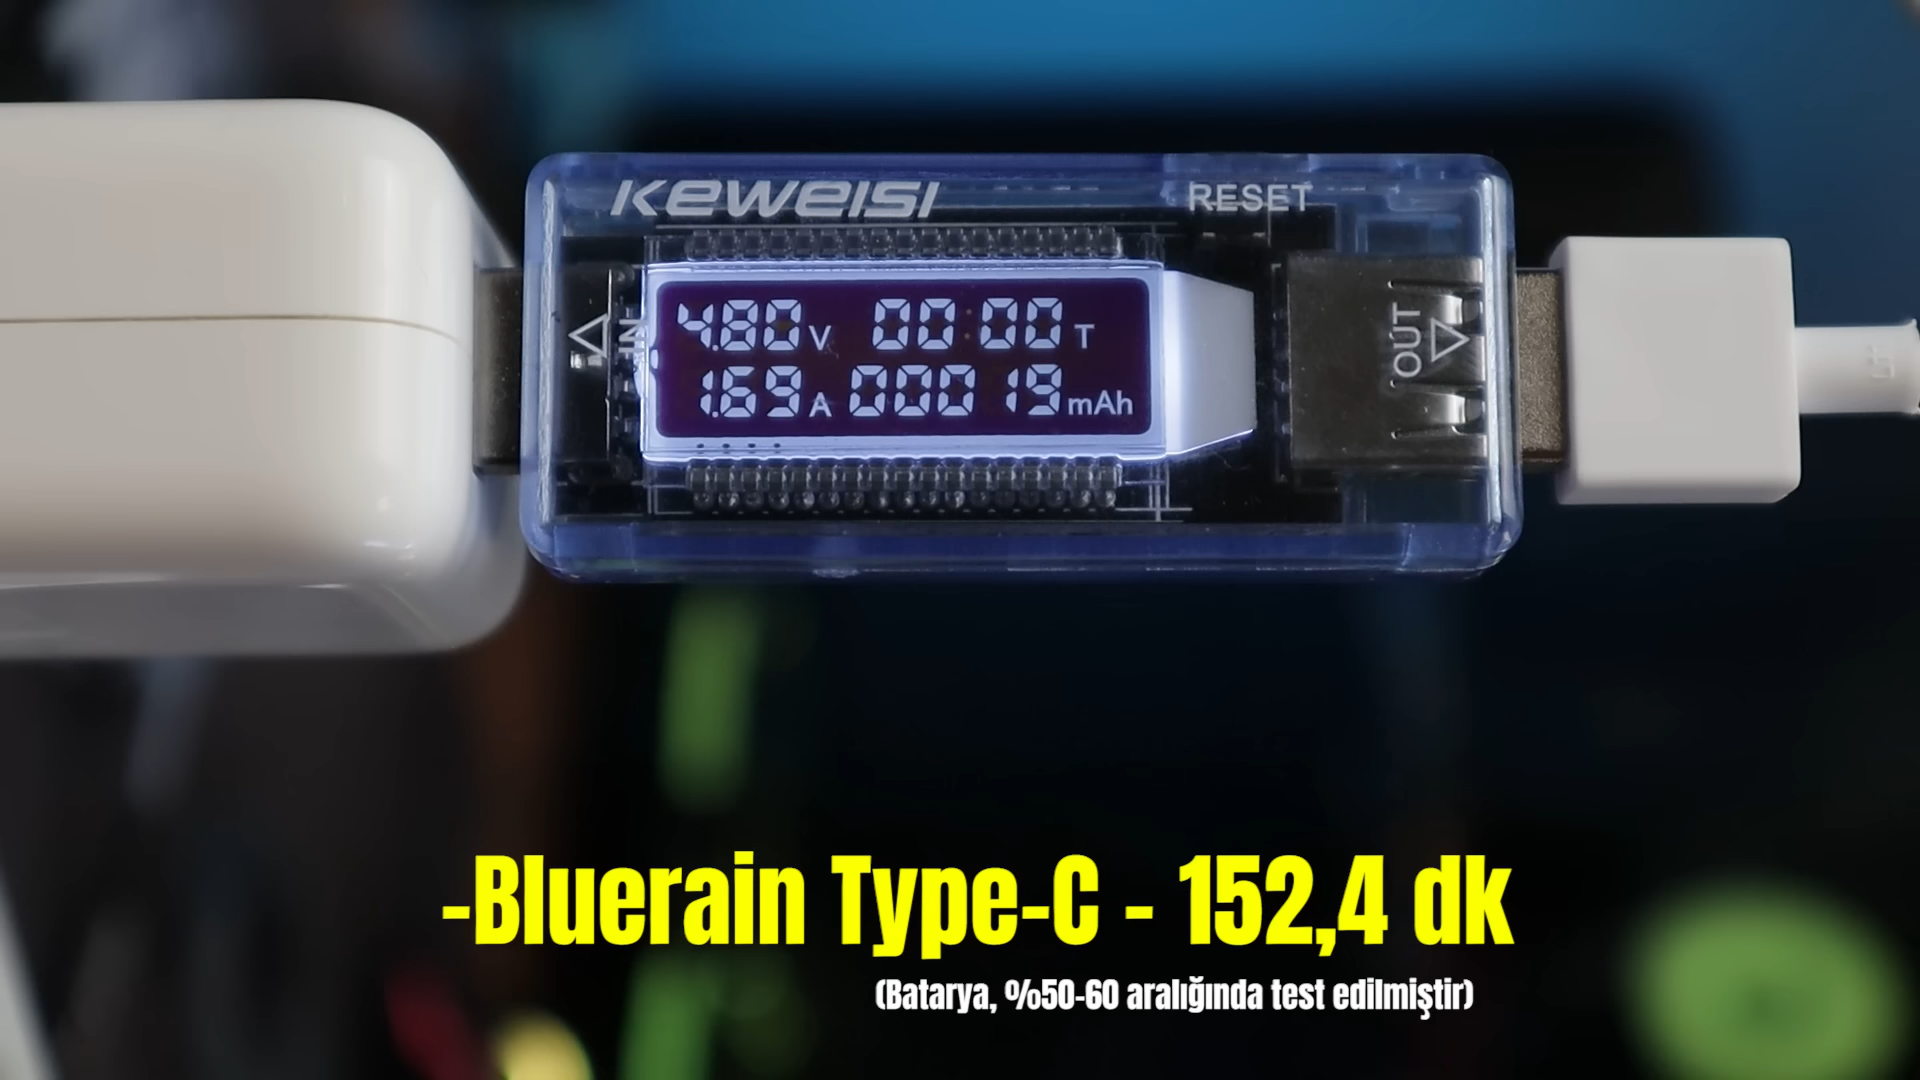 KEWEISI
RESET
IN
4.80 V 00:00 T
1.69 A 00019 mAh
OUT
-Bluerain Type-C - 152,4 dk
(Batarya, %50-60 aralığında test edilmiştir)